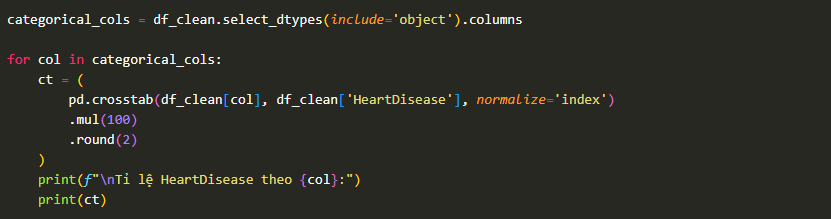 categorical_cols = df_clean.select_dtypes(include='object').columns
for col in categorical_cols:
    ct = (
        pd.crosstab(df_clean[col], df_clean['HeartDisease'], normalize='index')
        .mul(100)
        .round(2)
    )
    print(f"\nTỉ lệ HeartDisease theo {col}:")
    print(ct)